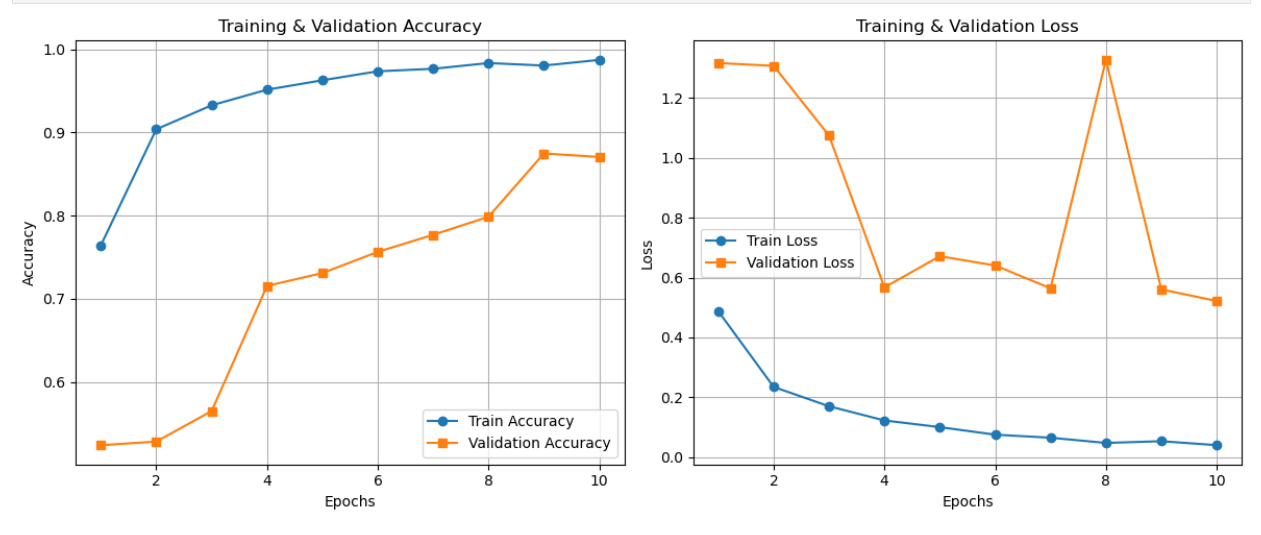 Training & Validation Accuracy
1.0
0.9
0.8
0.7
0.6
Accuracy
Train Accuracy
Validation Accuracy
2 4 6 8 10
Epochs
Training & Validation Loss
1.2
1.0
0.8
0.6
0.4
0.2
0.0
Loss
Train Loss
Validation Loss
2 4 6 8 10
Epochs